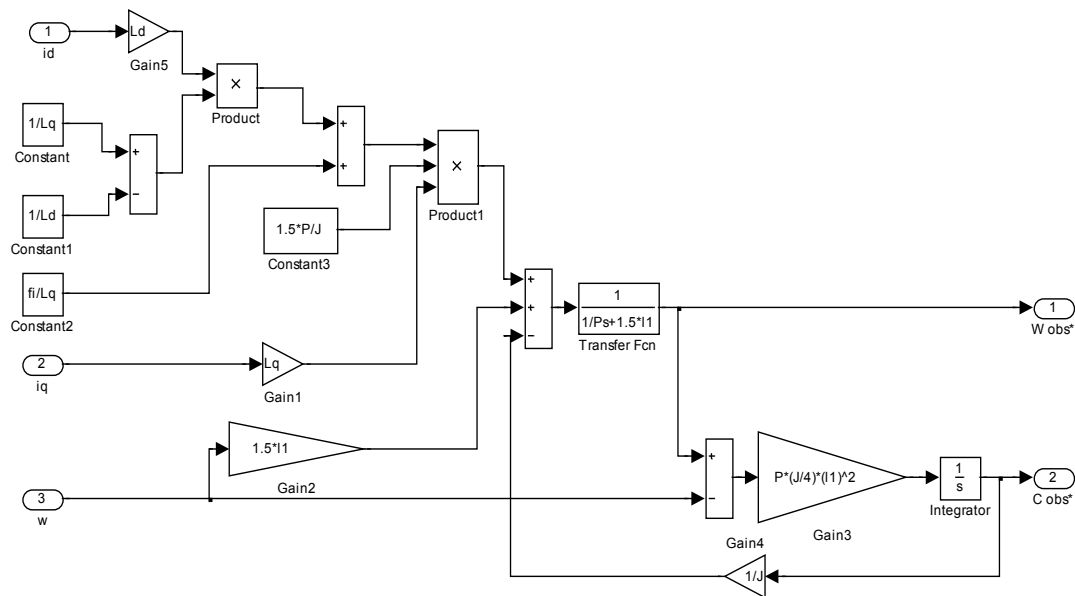 1
id
Ld
Gain5
×
Product
1/Lq
Constant
+
−
1/Ld
Constant1
+
+
×
Product1
1.5*P/J
Constant3
fi/Lq
Constant2
2
iq
Lq
Gain1
+
+
−
1
1/Ps+1.5*l1
Transfer Fcn
1
W obs*
1.5*l1
Gain2
3
w
+
−
P*(J/4)*(l1)^2
Gain3
1
s
Integrator
2
C obs*
Gain4
1/J